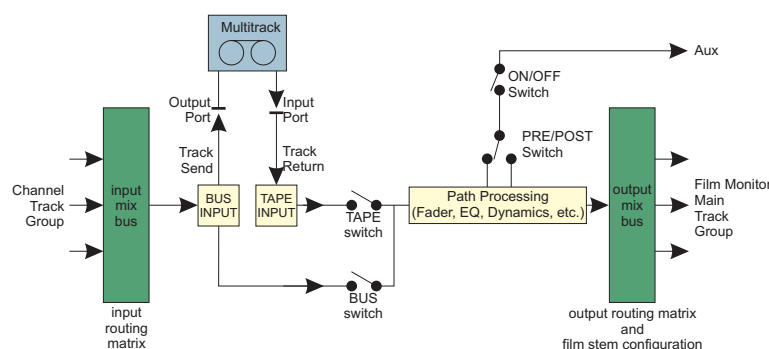 Multitrack
Aux
ON/OFF
Switch
Output
Port
Input
Port
PRE/POST
Switch
Track
Send
Track
Return
Channel
Track
Group
input
mix
bus
BUS
INPUT
TAPE
INPUT
TAPE
switch
Path Processing
(Fader, EQ, Dynamics, etc.)
output
mix
bus
Film Monitor
Main
Track
Group
BUS
switch
input
routing
matrix
output routing matrix
and
film stem configuration